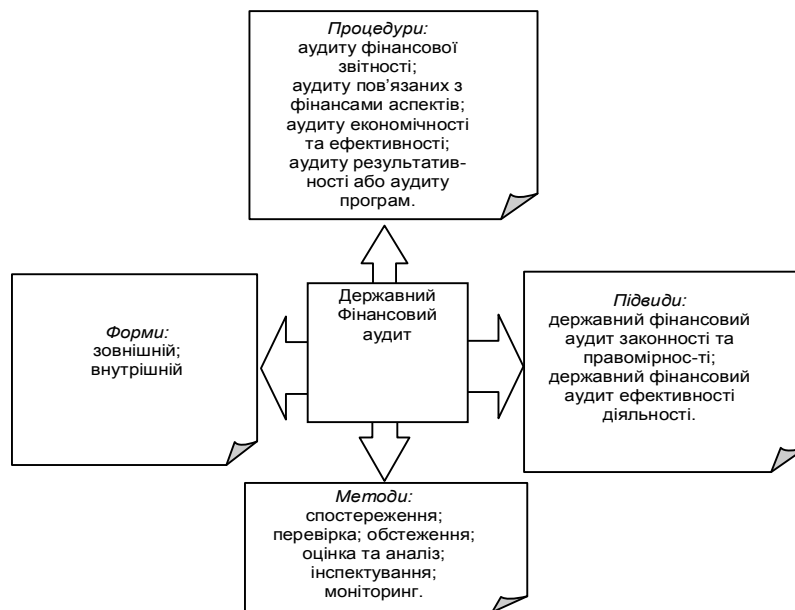 Процедури:
аудиту фінансової
звітності;
аудиту пов'язаних з
фінансами аспектів;
аудиту економічності
та ефективності;
аудиту результатив-
ності або аудиту
програм.
Форми:
зовнішній;
внутрішній
Державний
Фінансовий
аудит
Підвиди:
державний фінансовий
аудит законності та
правомірнос-ті;
державний фінансовий
аудит ефективності
діяльності.
Методи:
спостереження;
перевірка; обстеження;
оцінка та аналіз;
інспектування;
моніторинг.